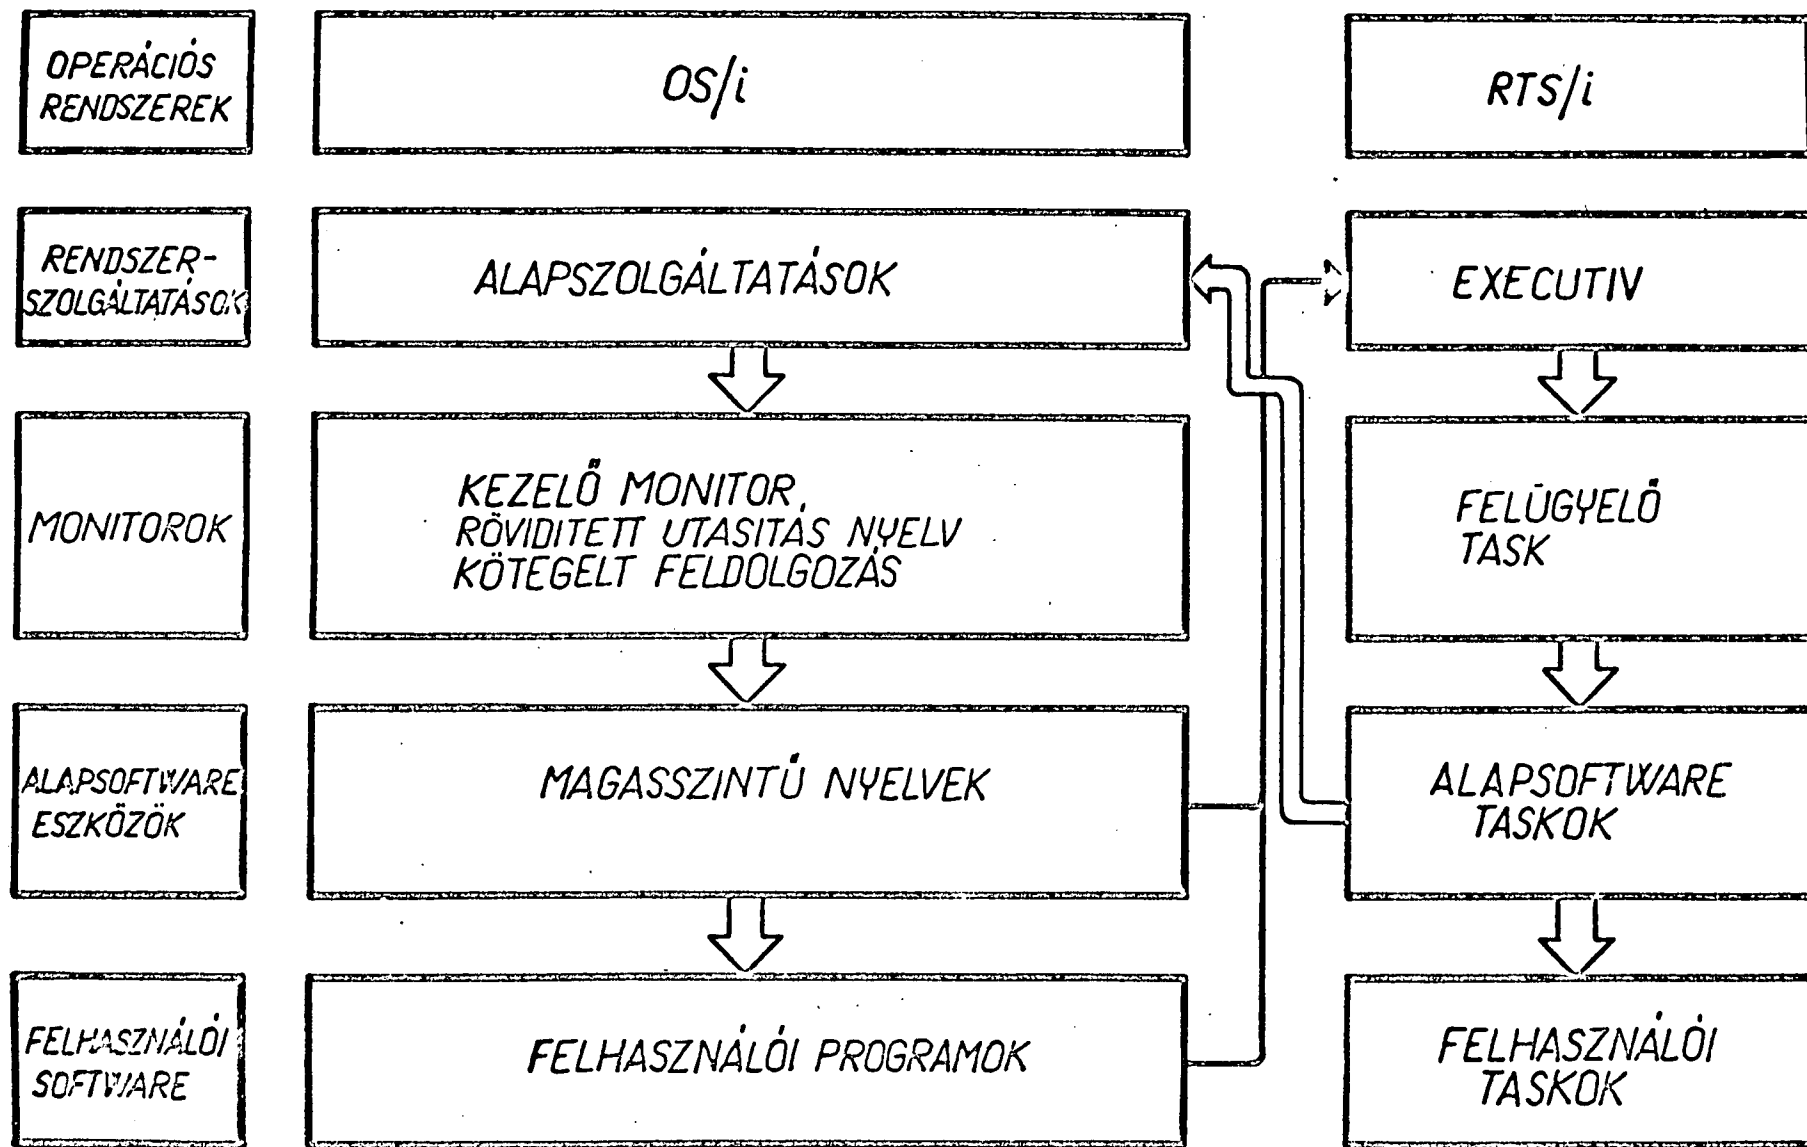 OPERÁCIÓS
RENDSZEREK
OS/i
RTS/i
RENDSZER-
SZOLGÁLTATÁSOK
ALAPSZOLGÁLTATÁSOK
EXECUTIV
MONITOROK
KEZELŐ MONITOR,
RÖVIDITETT UTASITÁS NYELV
KÖTEGELT FELDOLGOZÁS
FELÜGYELŐ
TASK
ALAPSOFTWARE
ESZKÖZÖK
MAGASSZINTŰ NYELVEK
ALAPSOFTWARE
TASKOK
FELHASZNÁLÓI
SOFTWARE
FELHASZNÁLÓI PROGRAMOK
FELHASZNÁLÓI
TASKOK